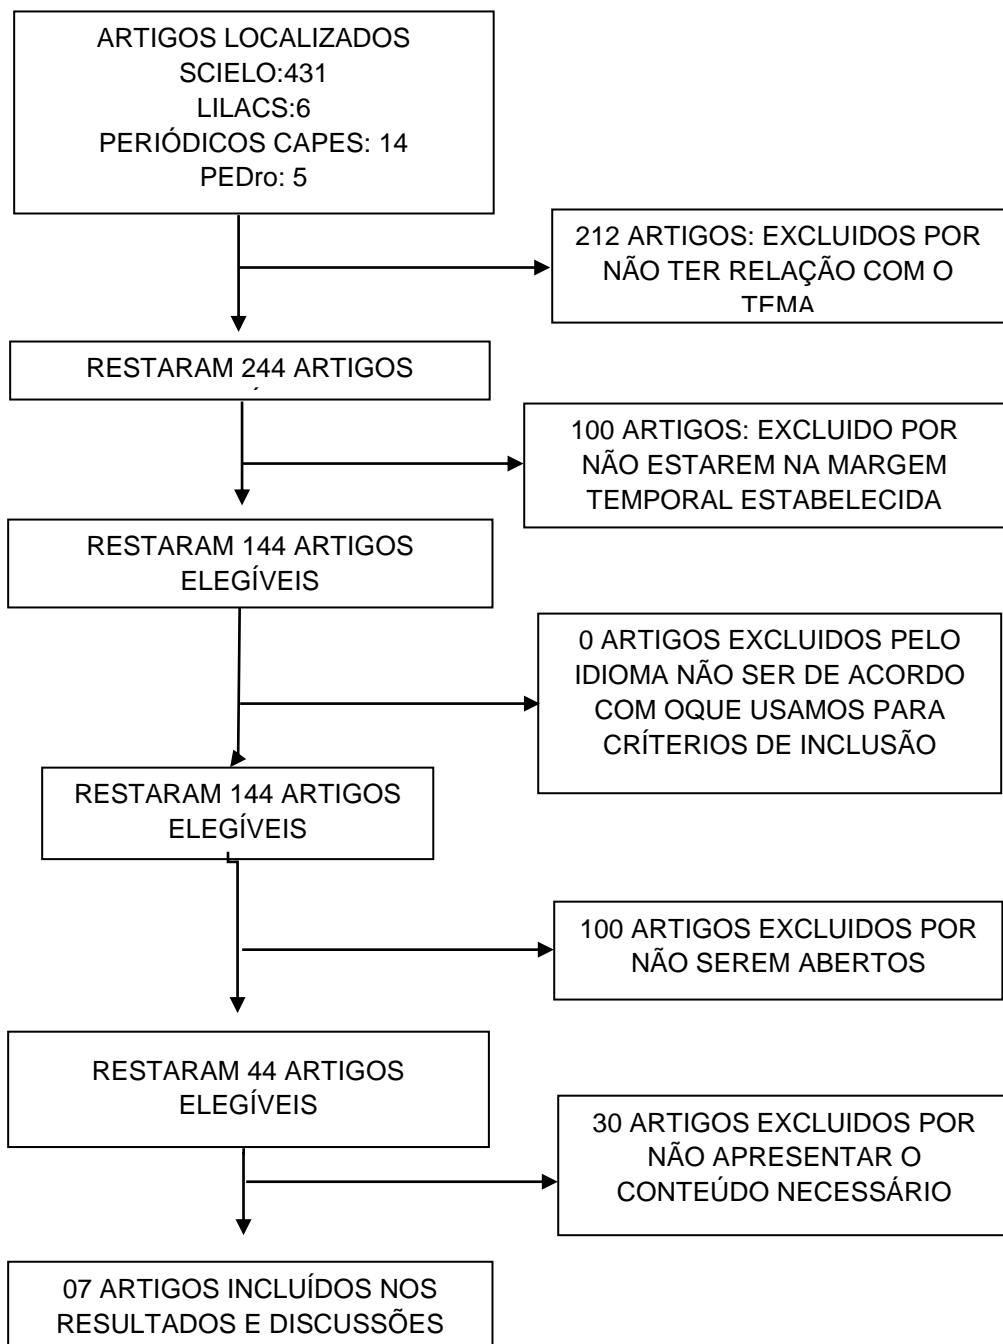 ARTIGOS LOCALIZADOS
SCIELO:431
LILACS:6
PERIÓDICOS CAPES: 14
PEDro: 5
212 ARTIGOS: EXCLUIDOS POR
NÃO TER RELAÇÃO COM O
TEMA
RESTARAM 244 ARTIGOS
100 ARTIGOS: EXCLUIDO POR
NÃO ESTAREM NA MARGEM
TEMPORAL ESTABELECIDA
RESTARAM 144 ARTIGOS
ELEGÍVEIS
0 ARTIGOS EXCLUIDOS PELO
IDIOMA NÃO SER DE ACORDO
COM OQUE USAMOS PARA
CRÍTERIOS DE INCLUSÃO
RESTARAM 144 ARTIGOS
ELEGÍVEIS
100 ARTIGOS EXCLUIDOS POR
NÃO SEREM ABERTOS
RESTARAM 44 ARTIGOS
ELEGÍVEIS
30 ARTIGOS EXCLUIDOS POR
NÃO APRESENTAR O
CONTEÚDO NECESSÁRIO
07 ARTIGOS INCLUÍDOS NOS
RESULTADOS E DISCUSSÕES